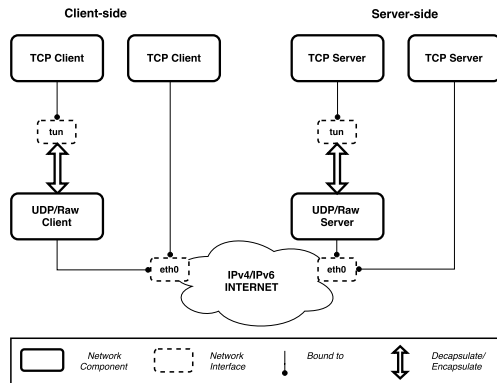 Client-side
Server-side
TCP Client
TCP Client
TCP Server
TCP Server
tun
tun
UDP/Raw
Client
UDP/Raw
Server
eth0
IPv4/IPv6
INTERNET
eth0
Network
Component
Network
Interface
Bound to
Decapsulate/
Encapsulate